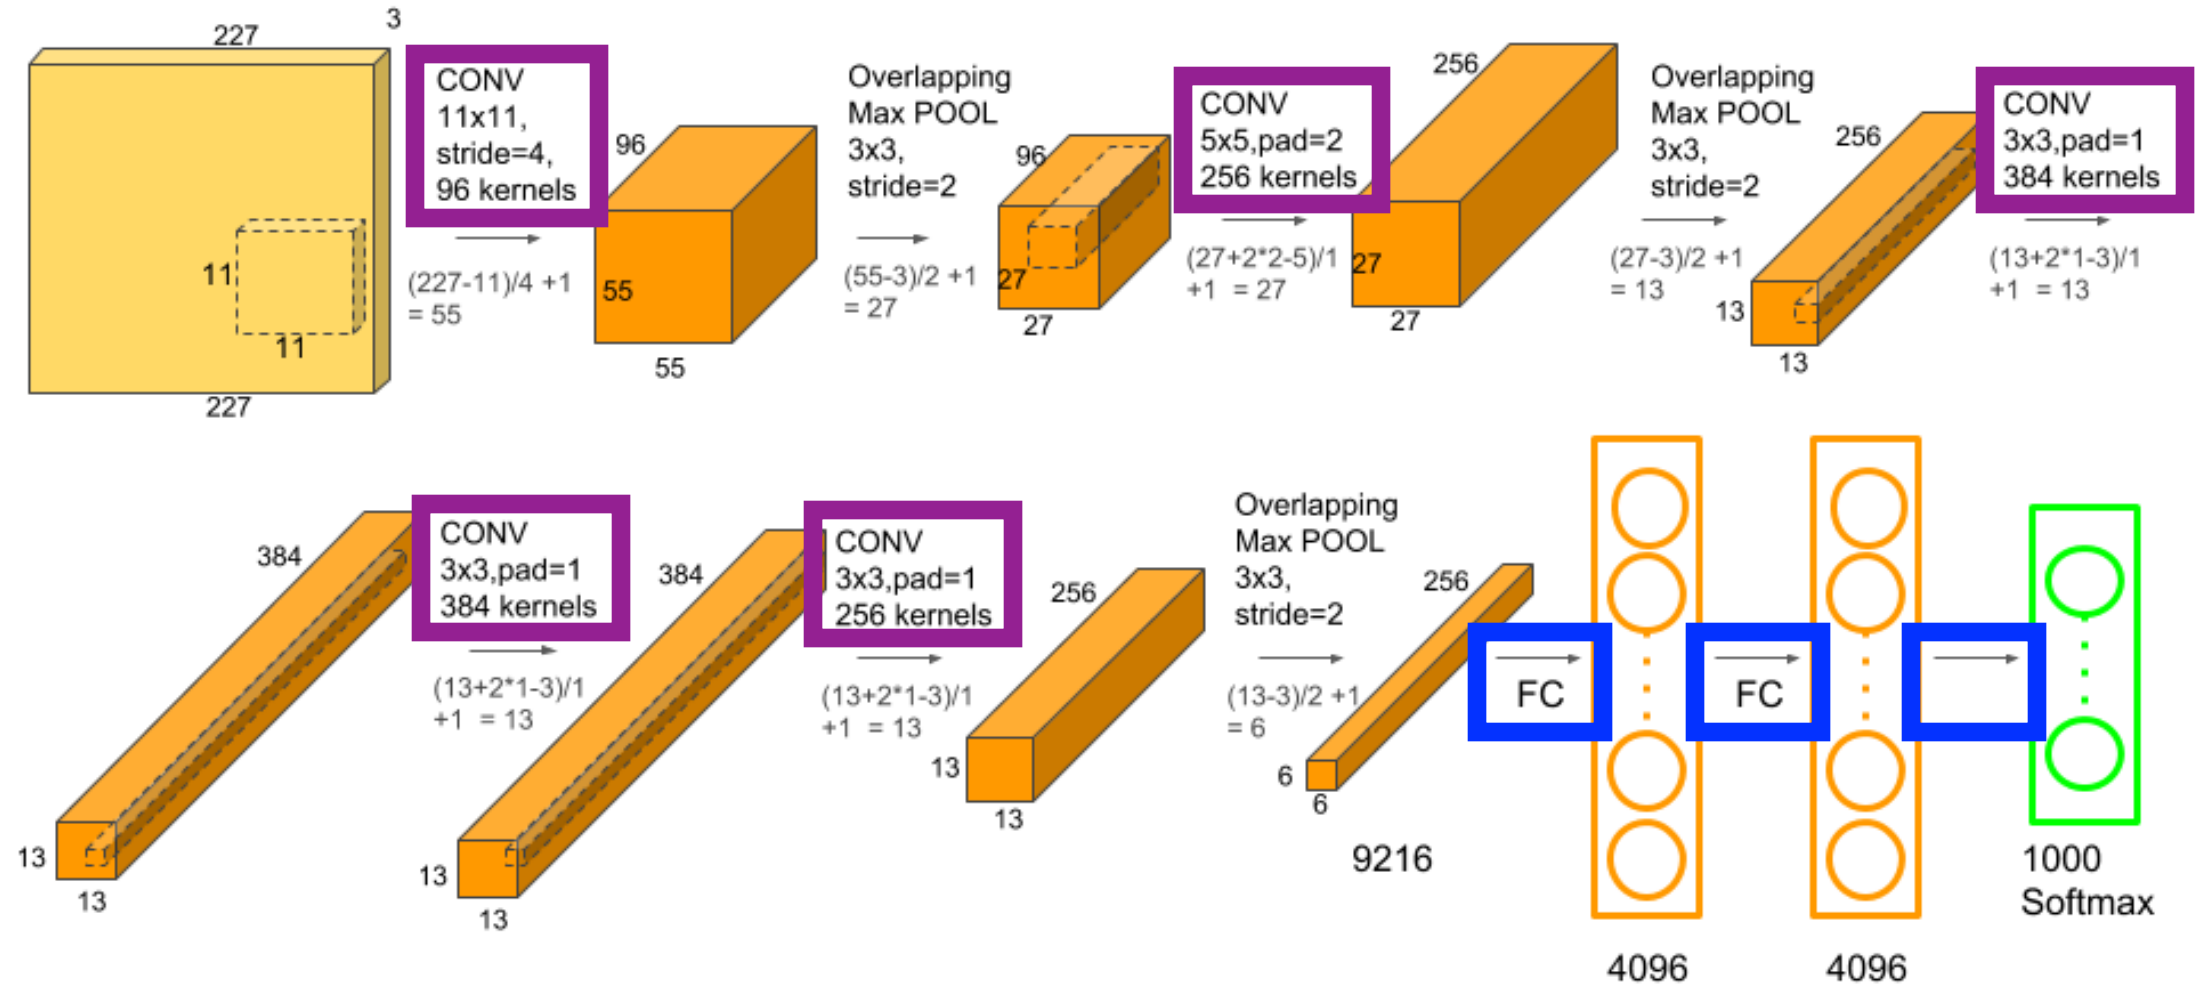 227
3
11
11
227
CONV
11x11,
stride=4,
96 kernels
(227-11)/4 +1
= 55
96
55
55
Overlapping
Max POOL
3x3,
stride=2
(55-3)/2 +1
= 27
96
27
27
CONV
5x5,pad=2
256 kernels
(27+2*2-5)/1
+1 = 27
256
27
27
Overlapping
Max POOL
3x3,
stride=2
(27-3)/2 +1
= 13
256
13
13
CONV
3x3,pad=1
384 kernels
(13+2*1-3)/1
+1 = 13
384
13
13
CONV
3x3,pad=1
384 kernels
(13+2*1-3)/1
+1 = 13
384
13
13
CONV
3x3,pad=1
256 kernels
(13+2*1-3)/1
+1 = 13
256
13
13
Overlapping
Max POOL
3x3,
stride=2
(13-3)/2 +1
= 6
256
6
6
9216
FC
4096
FC
4096
1000
Softmax